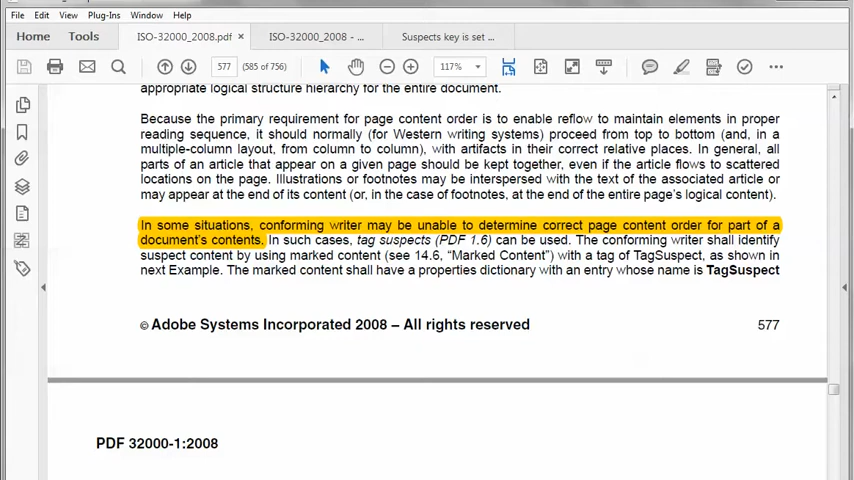 File Edit View Plug-Ins Window Help
Home Tools ISO-32000_2008.pdf × ISO-32000_2008 - ... Suspects key is set ...
577 (585 of 756) 117%
appropriate logical structure hierarchy for the entire document.
Because the primary requirement for page content order is to enable reflow to maintain elements in proper
reading sequence, it should normally (for Western writing systems) proceed from top to bottom (and, in a
multiple-column layout, from column to column), with artifacts in their correct relative places. In general, all
parts of an article that appear on a given page should be kept together, even if the article flows to scattered
locations on the page. Illustrations or footnotes may be interspersed with the text of the associated article or
may appear at the end of its content (or, in the case of footnotes, at the end of the entire page's logical content).
In some situations, conforming writer may be unable to determine correct page content order for part of a
document's contents. In such cases, tag suspects (PDF 1.6) can be used. The conforming writer shall identify
suspect content by using marked content (see 14.6, “Marked Content”) with a tag of TagSuspect, as shown in
next Example. The marked content shall have a properties dictionary with an entry whose name is TagSuspect
© Adobe Systems Incorporated 2008 – All rights reserved 577
PDF 32000-1:2008